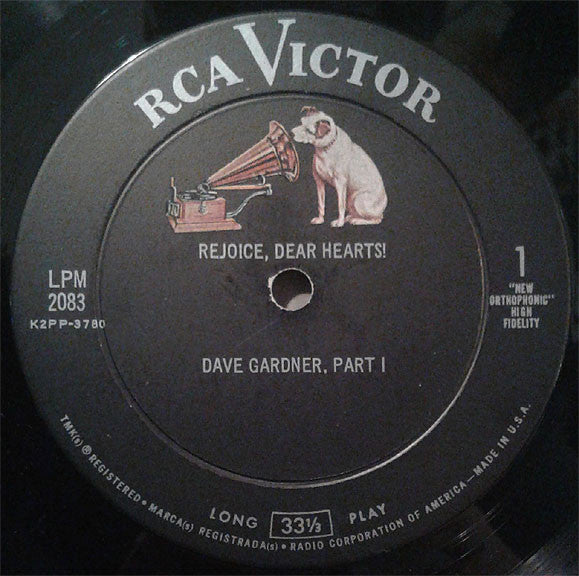 RCA VICTOR
REJOICE, DEAR HEARTS!
LPM
2083
K2PP-3780
1
"NEW
ORTHOPHONIC"
HIGH
FIDELITY
DAVE GARDNER, PART I
LONG 33⅓ PLAY
TMK(s) ® REGISTERED • MARCA(s) REGISTRADA(s) • RADIO CORPORATION OF AMERICA—MADE IN U.S.A.